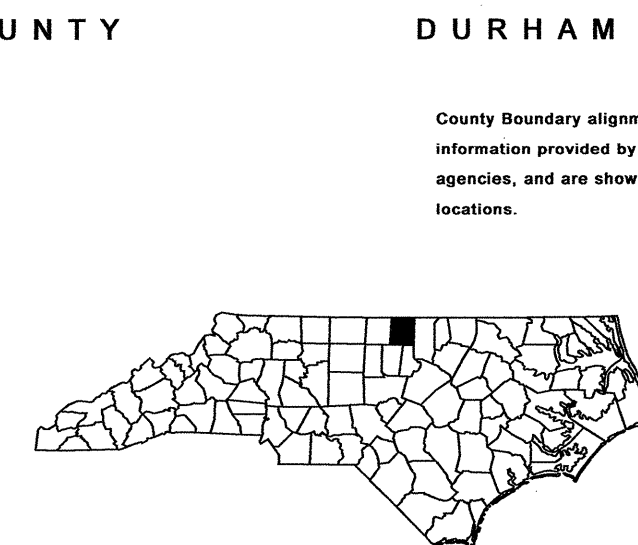 UNTY DURHAM
County Boundary alignm
information provided by
agencies, and are show
locations.